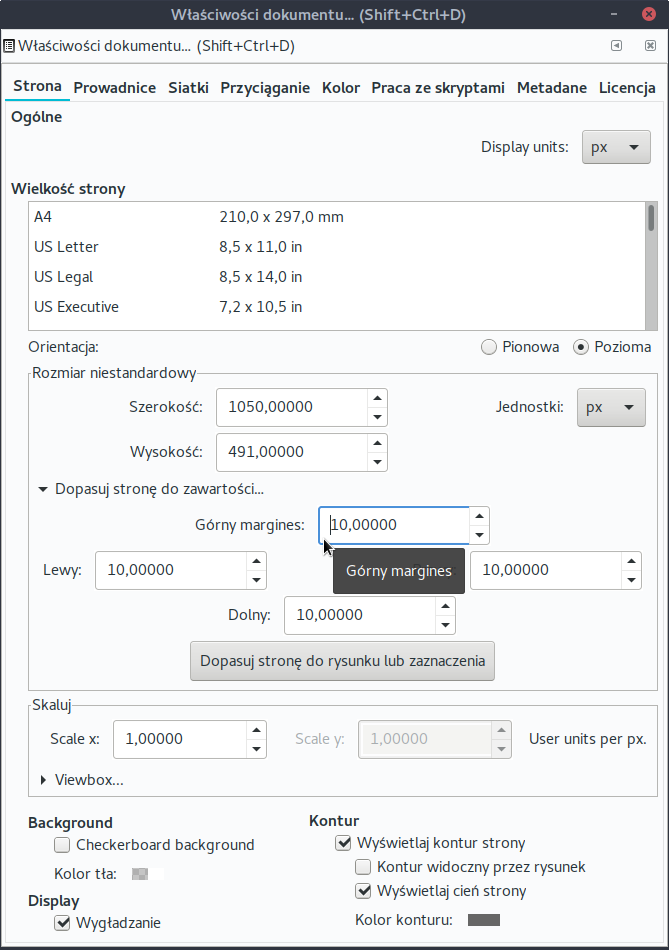 Właściwości dokumentu... (Shift+Ctrl+D)
Właściwości dokumentu... (Shift+Ctrl+D)
Strona Prowadnice Siatki Przyciąganie Kolor Praca ze skryptami Metadane Licencja
Ogólne
Display units: px
Wielkość strony
A4 210,0 x 297,0 mm
US Letter 8,5 x 11,0 in
US Legal 8,5 x 14,0 in
US Executive 7,2 x 10,5 in
Orientacja: Pionowa Pozioma
Rozmiar niestandardowy
Szerokość: 1050,00000 Jednostki: px
Wysokość: 491,00000
Dopasuj stronę do zawartości...
Górny margines: 10,00000
Lewy: 10,00000 Górny margines 10,00000
Dolny: 10,00000
Dopasuj stronę do rysunku lub zaznaczenia
Skaluj
Scale x: 1,00000 Scale y: 1,00000 User units per px.
Viewbox...
Background
Checkerboard background
Kolor tła:
Display
Wygładzanie
Kontur
Wyświetlaj kontur strony
Kontur widoczny przez rysunek
Wyświetlaj cień strony
Kolor konturu: